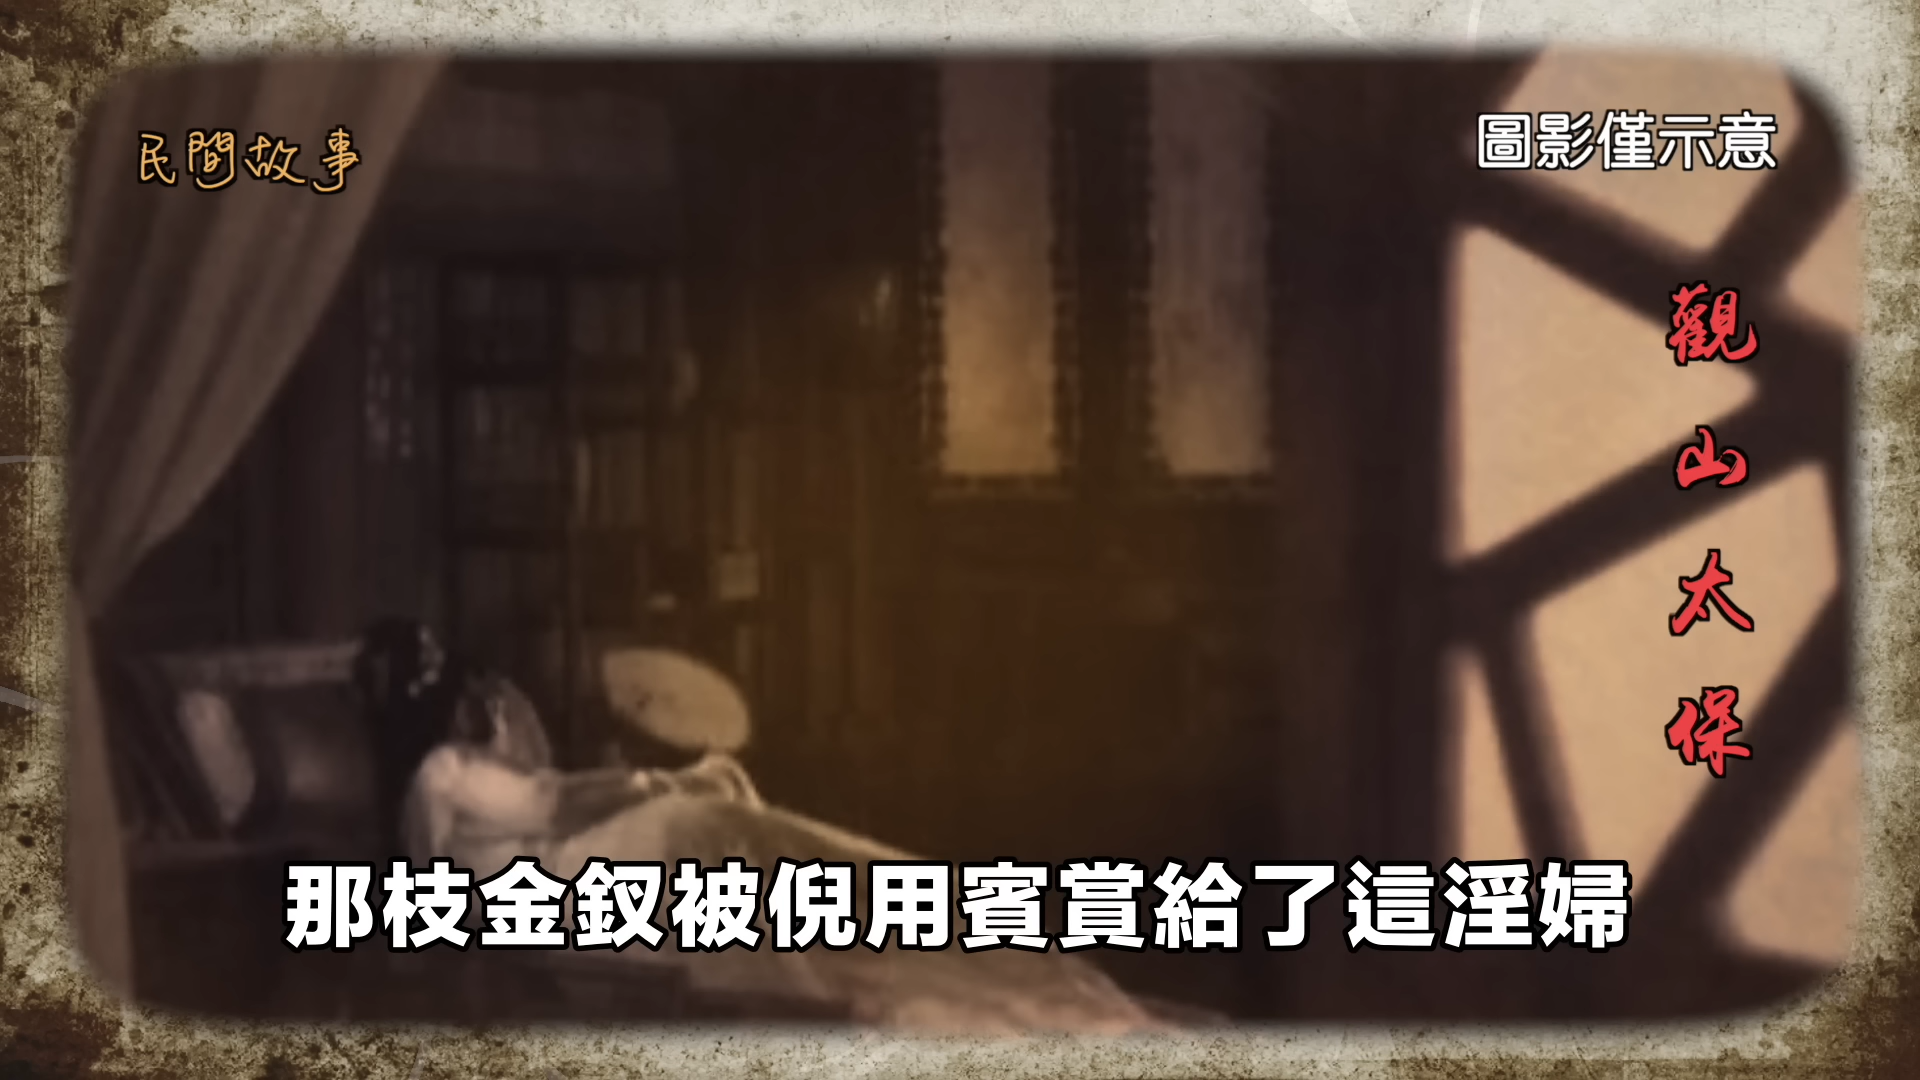 民間故事
圖影僅示意
觀山太保
那枝金釵被倪用賓賞給了這淫婦